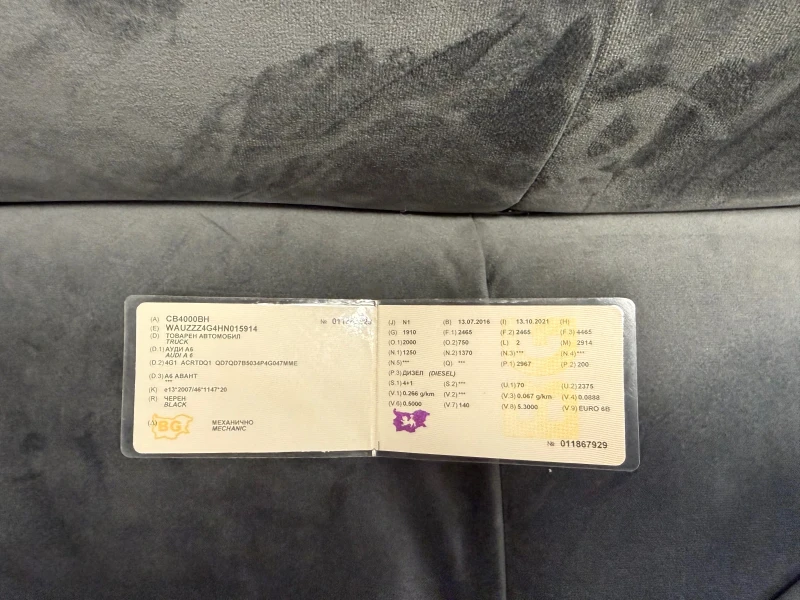 (A) CB4000BH
(E) WAUZZZ4G4HN015914
(D) ТОВАРЕН АВТОМОБИЛ
TRUCK
(D.1) АУДИ А6
AUDI A 6
(D.2) 4G1 ACRTDQ1 QD7QD7B5034P4G047MME
(D.3) А6 АВАНТ
***
(K) e13*2007/46*1147*20
(R) ЧЕРЕН
BLACK
BG
МЕХАНИЧНО
MECHANIC
№
(J) N1 (B) 13.07.2016 (I) 13.10.2021 (H)
(G) 1910 (F.1) 2465 (F.2) 2465 (F.3) 4465
(O.1) 2000 (O.2) 750 (L) 2 (M) 2914
(N.1) 1250 (N.2) 1370 (N.3) *** (N.4) ***
(N.5) *** (Q) *** (P.1) 2967 (P.2) 200
(P.3) ДИЗЕЛ (DIESEL)
(S.1) 4+1 (S.2) *** (U.1) 70 (U.2) 2375
(V.1) 0.266 g/km (V.2) *** (V.3) 0.067 g/km (V.4) 0.0888
(V.6) 0.5000 (V.7) 140 (V.8) 5.3000 (V.9) EURO 6B
№ 011867929